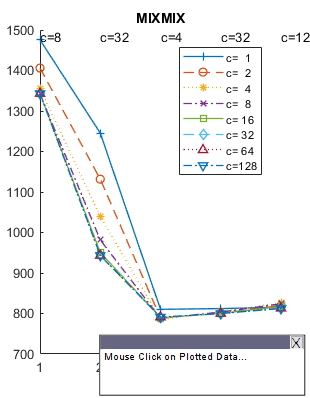 MIXMIX
1500
c=8
c=32
c=4
c=32
c=12
1400
1300
1200
1100
1000
900
800
700
c= 1
c= 2
c= 4
c= 8
c= 16
c= 32
c= 64
c=128
1
Mouse Click on Plotted Data...